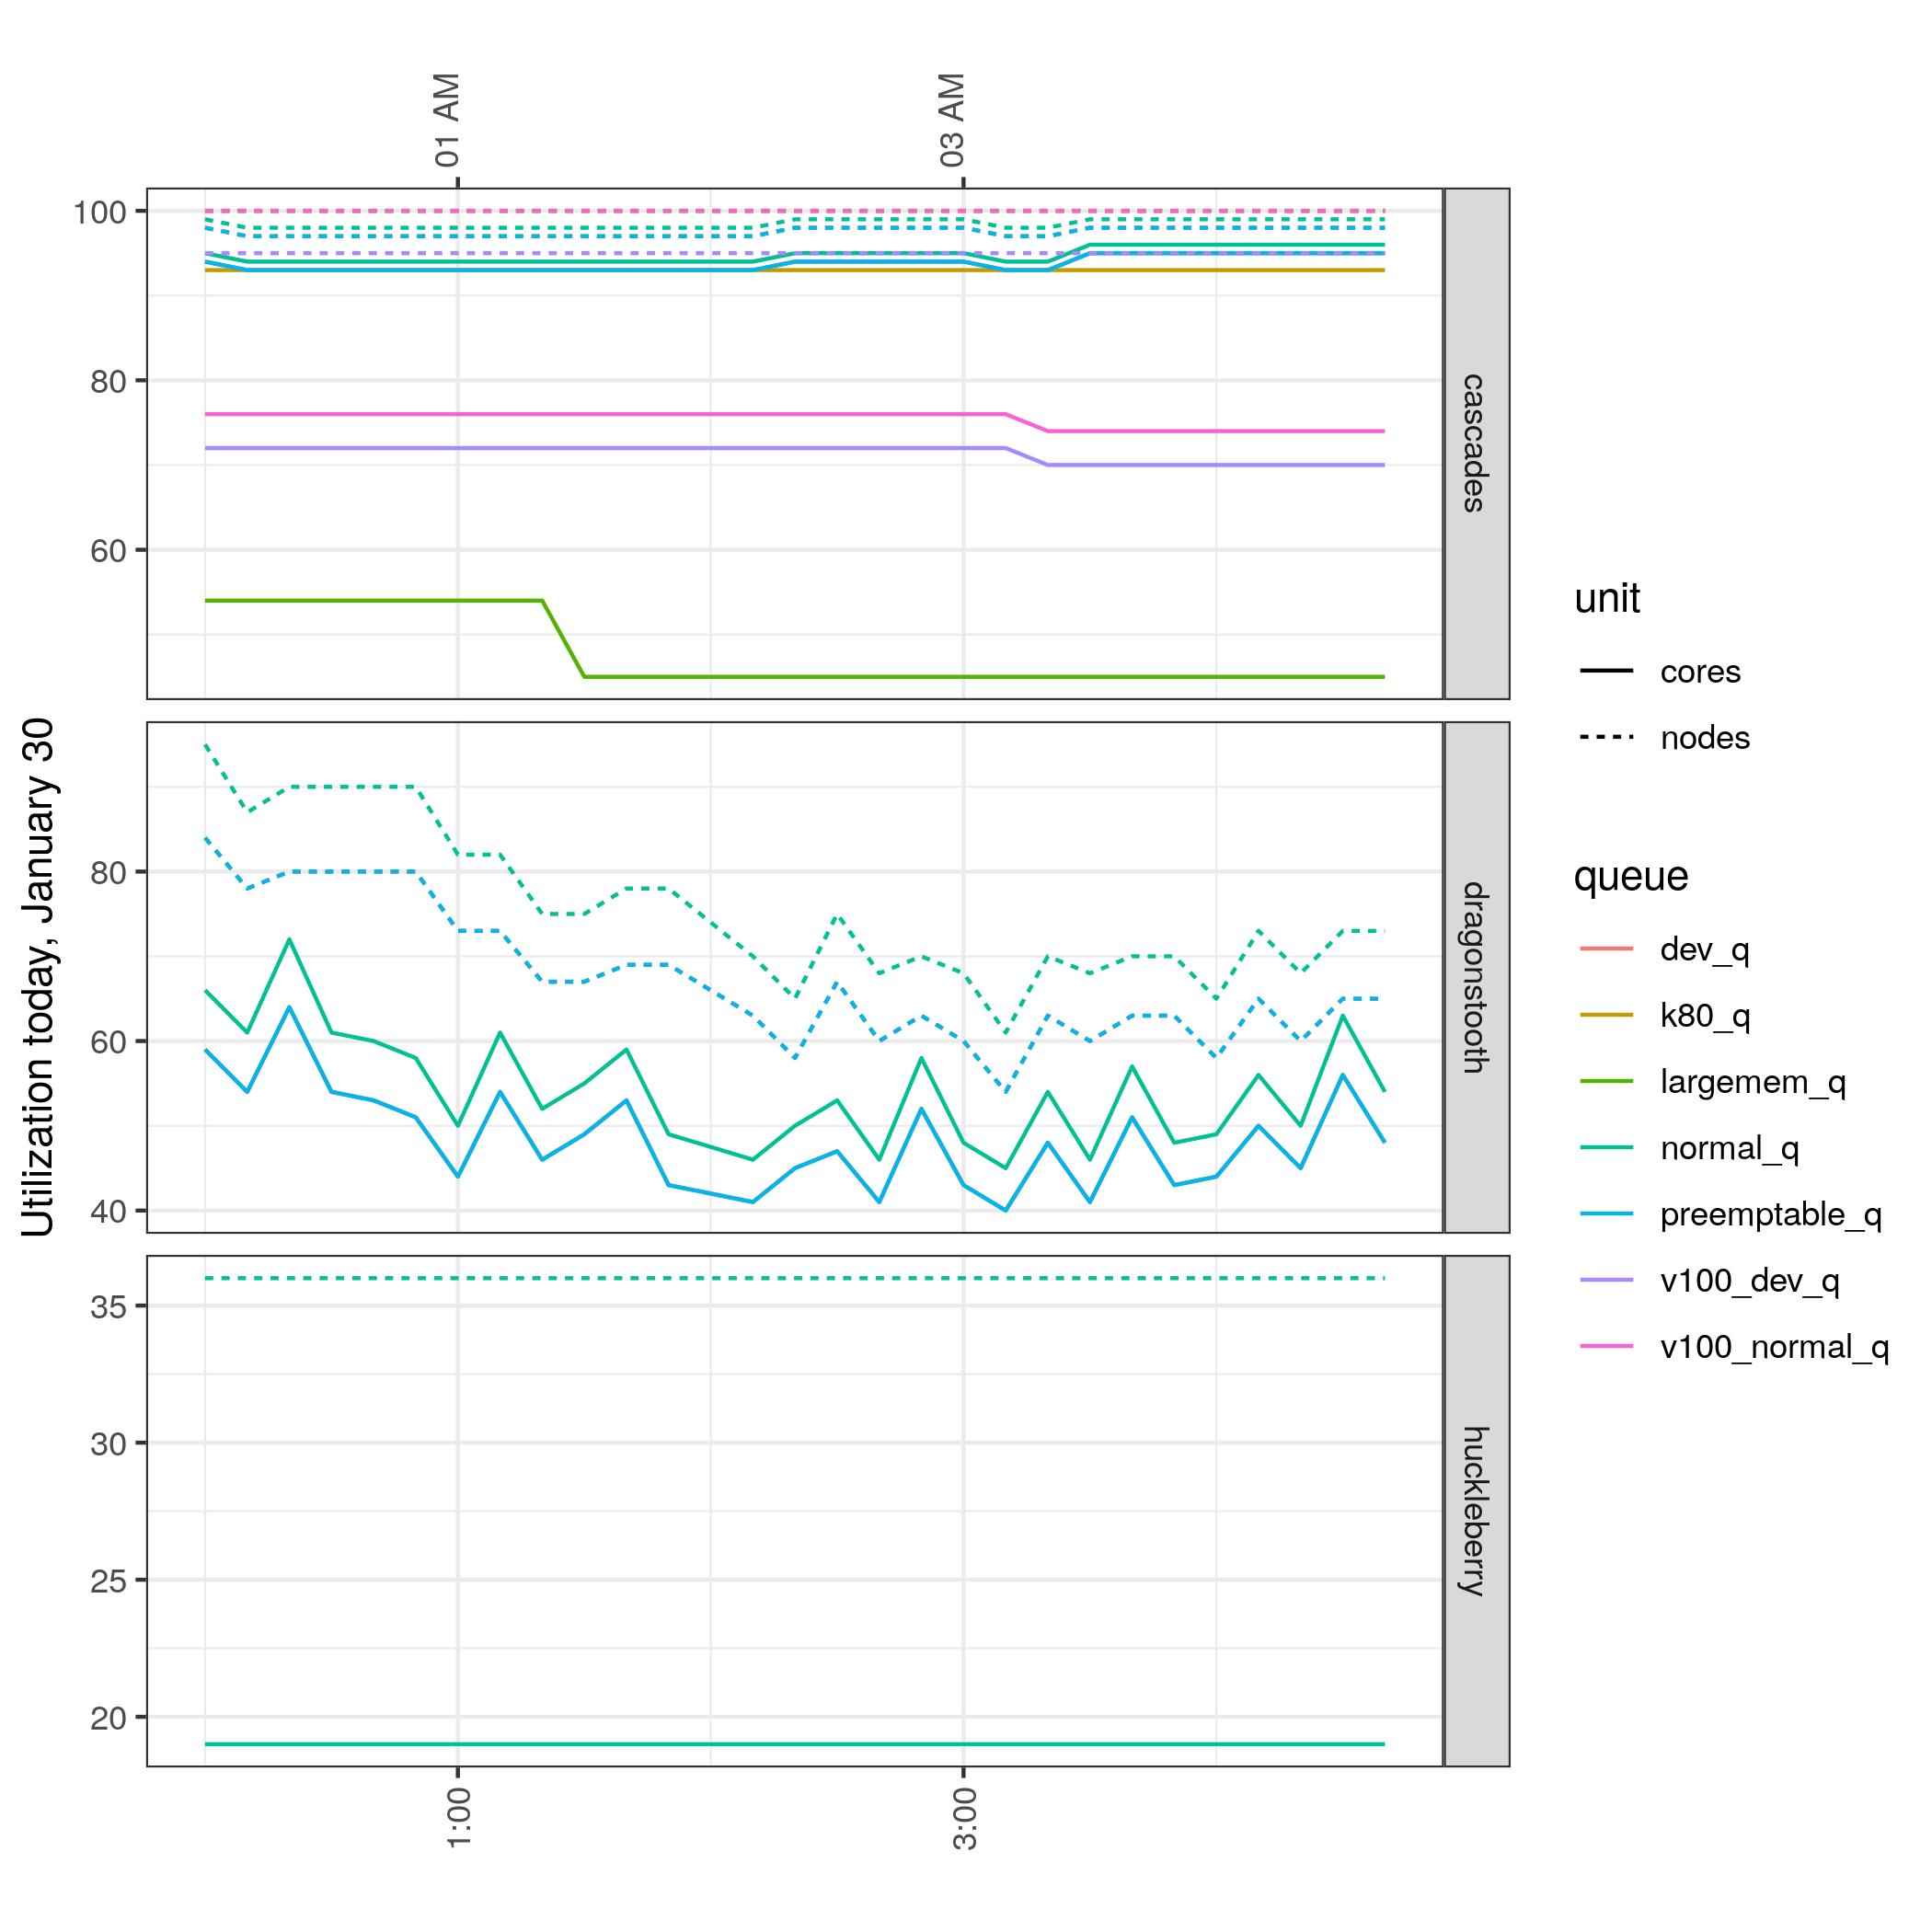 01 AM
03 AM
100
80
60
cascades
Utilization today, January 30
80
60
40
dragonstooth
35
30
25
20
huckleberry
1:00
3:00
unit
cores
nodes
queue
dev_q
k80_q
largemem_q
normal_q
preemptable_q
v100_dev_q
v100_normal_q